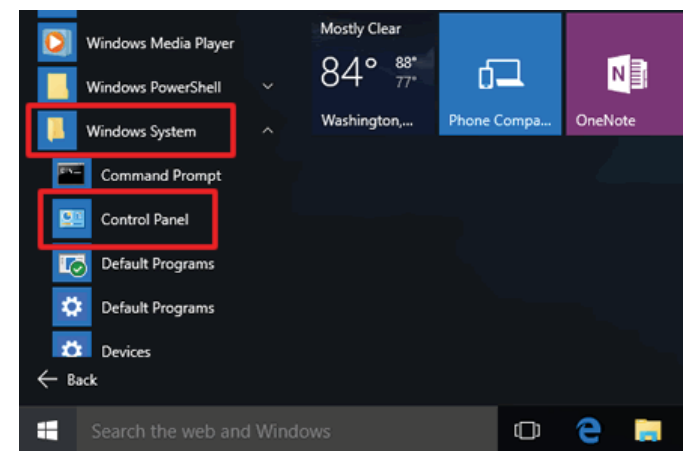 Windows Media Player
Windows PowerShell
Windows System
Command Prompt
Control Panel
Default Programs
Default Programs
Devices
Back
Mostly Clear
84° 88°
77°
Washington,...
Phone Compa...
N
OneNote
Search the web and Windows